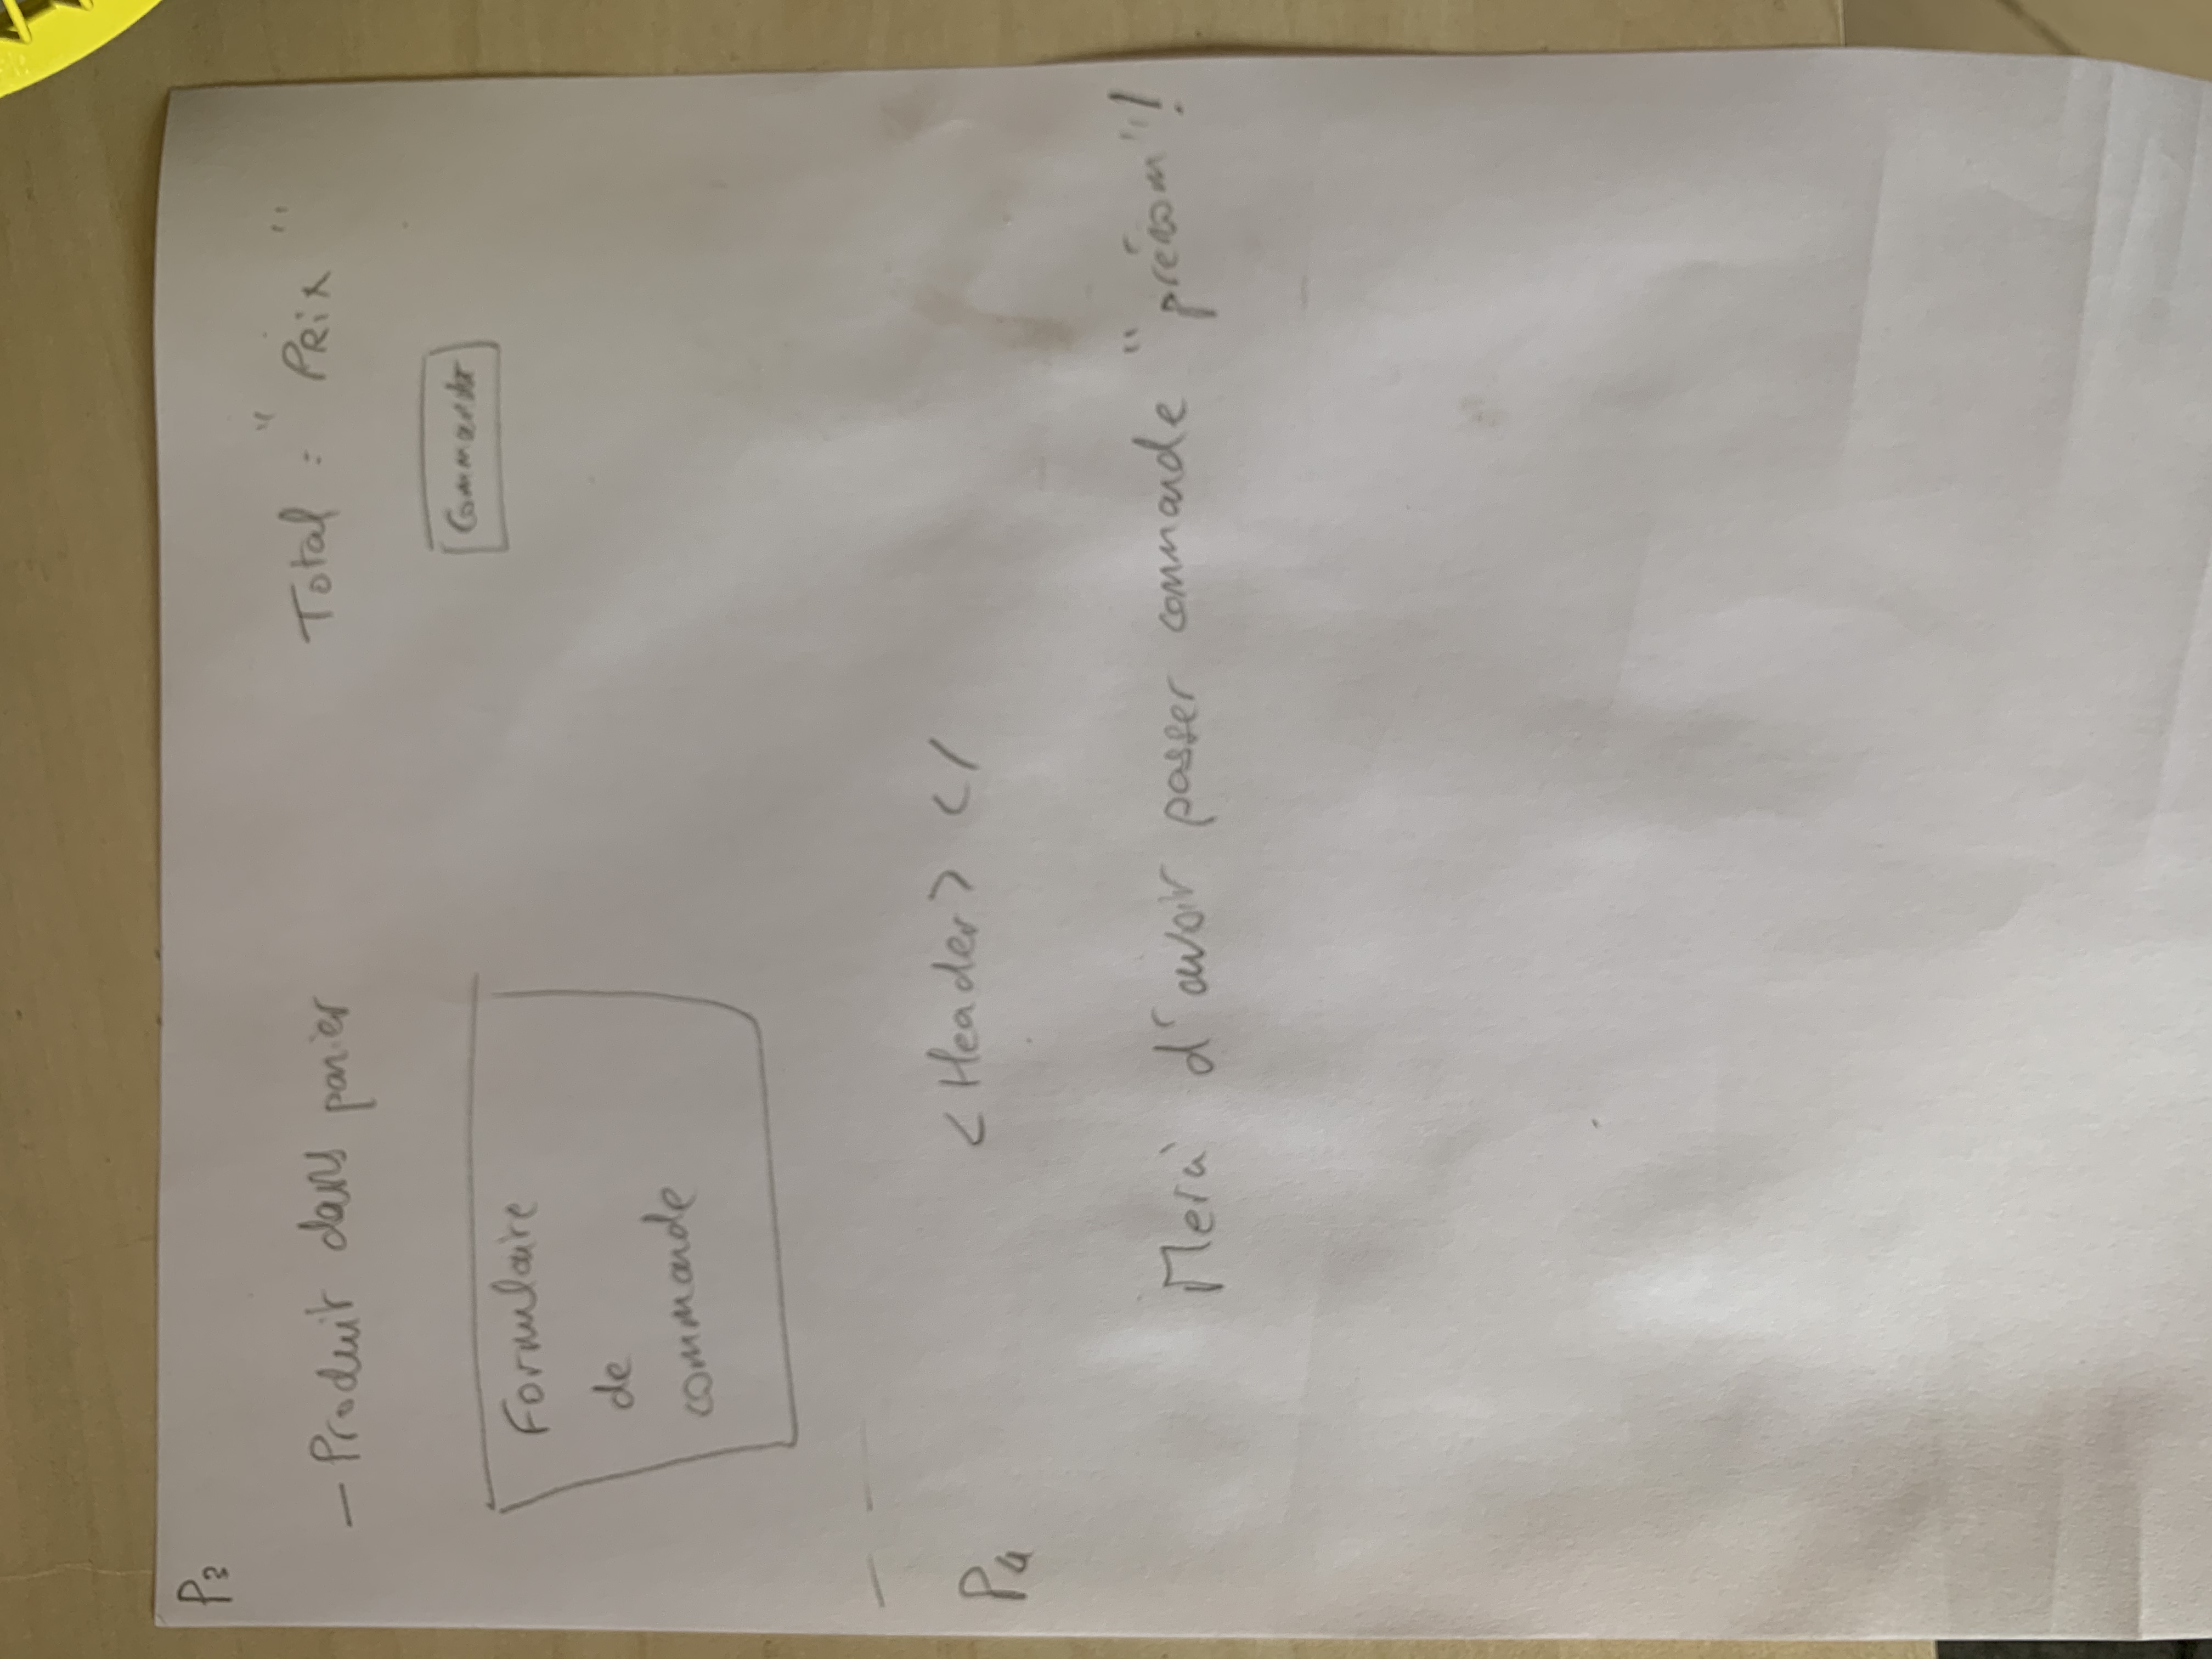 P3
- Produit dans panier
Total : "Prix"
Commander
Formulaire
de
commande
P4
<Header> </
Merci d'avoir passer commande "prénom"!